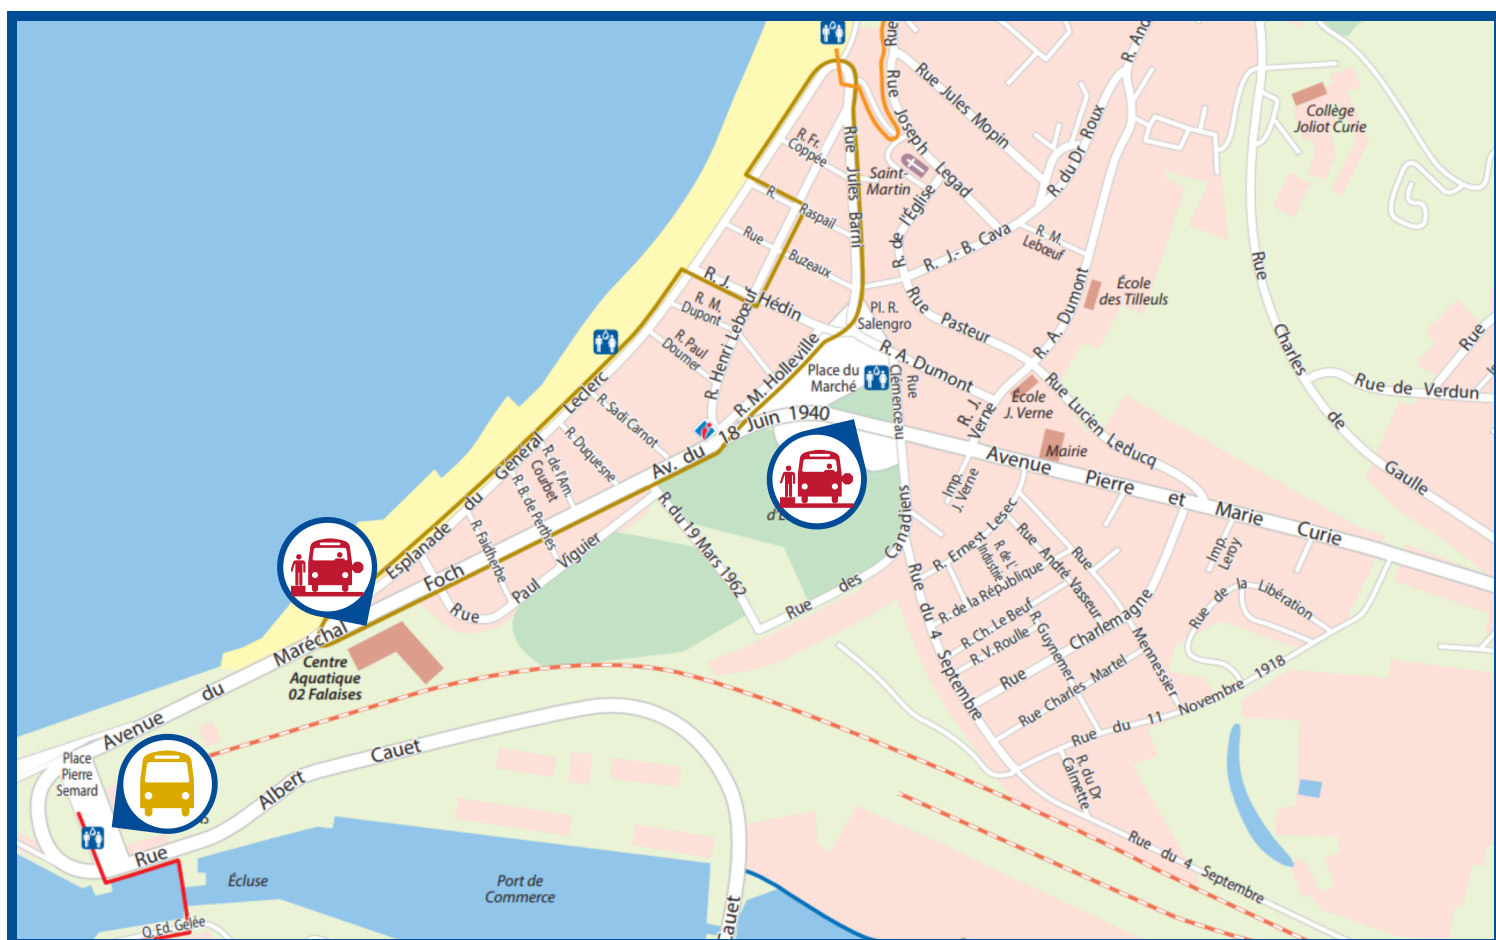 Rue
Rue
Joseph
Legad
Rue Jules Mopin
R. du Dr Roux
Collège
Joliot Curie
R. Fr.
Coppée
Rue Jules Barni
Saint-
Martin
R. de l'Église
R.
Raspail
Rue
Buzeaux
R. J.-B. Cava
R. M.
Lebœuf
École
des Tilleuls
R. A. Dumont
Rue
Charles
de
Gaulle
R. J. Hédin
R. M.
Dupont
R. Paul
Doumer
R. Henri Lebœuf
Pl. R.
Salengro
Rue Pasteur
R. A. Dumont
R. M. Holleville
Place du
Marché
Rue
Clémenceau
École
J. Verne
R. J.
Verne
Rue Lucien Leducq
Rue de Verdun
Rue
Mairie
Esplanade du Général Leclerc
R. Sadi Carnot
R. Duquesne
R. de l'Am.
Courbet
R. B. de Perthes
R. Faidherbe
Av. du 18 Juin 1940
Avenue Pierre et Marie Curie
Imp.
J. Verne
R. du 19 Mars 1962
Rue des Canadiens
Rue Paul Viguier
Avenue du Maréchal Foch
Centre
Aquatique
02 Falaises
R. Ernest Lesec
R. de l'
Industrie
Rue André Vasseur
Rue
Mennessier
R. de la République
R. Ch. Le Beuf
R. V. Roulle
R. Guynemer
Rue Charlemagne
Rue Charles Martel
Imp.
Leroy
Rue de la Libération
Rue du 11 Novembre 1918
Rue du 4 Septembre
R. du Dr
Calmette
Rue du 4 Septembre
Place
Pierre
Semard
Rue Albert Cauet
Écluse
Port de
Commerce
Q. Ed. Gelée
Cauet